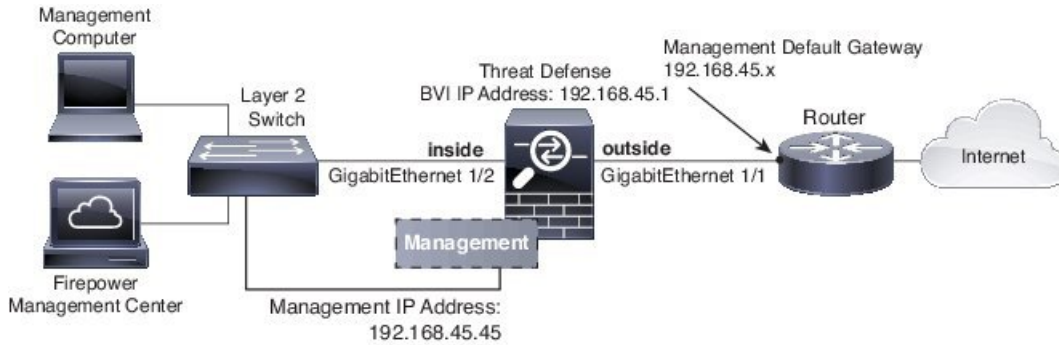 Management
Computer
Layer 2
Switch
Threat Defense
BVI IP Address: 192.168.45.1
Management Default Gateway
192.168.45.x
Router
Internet
inside
GigabitEthernet 1/2
outside
GigabitEthernet 1/1
Management
Firepower
Management Center
Management IP Address:
192.168.45.45